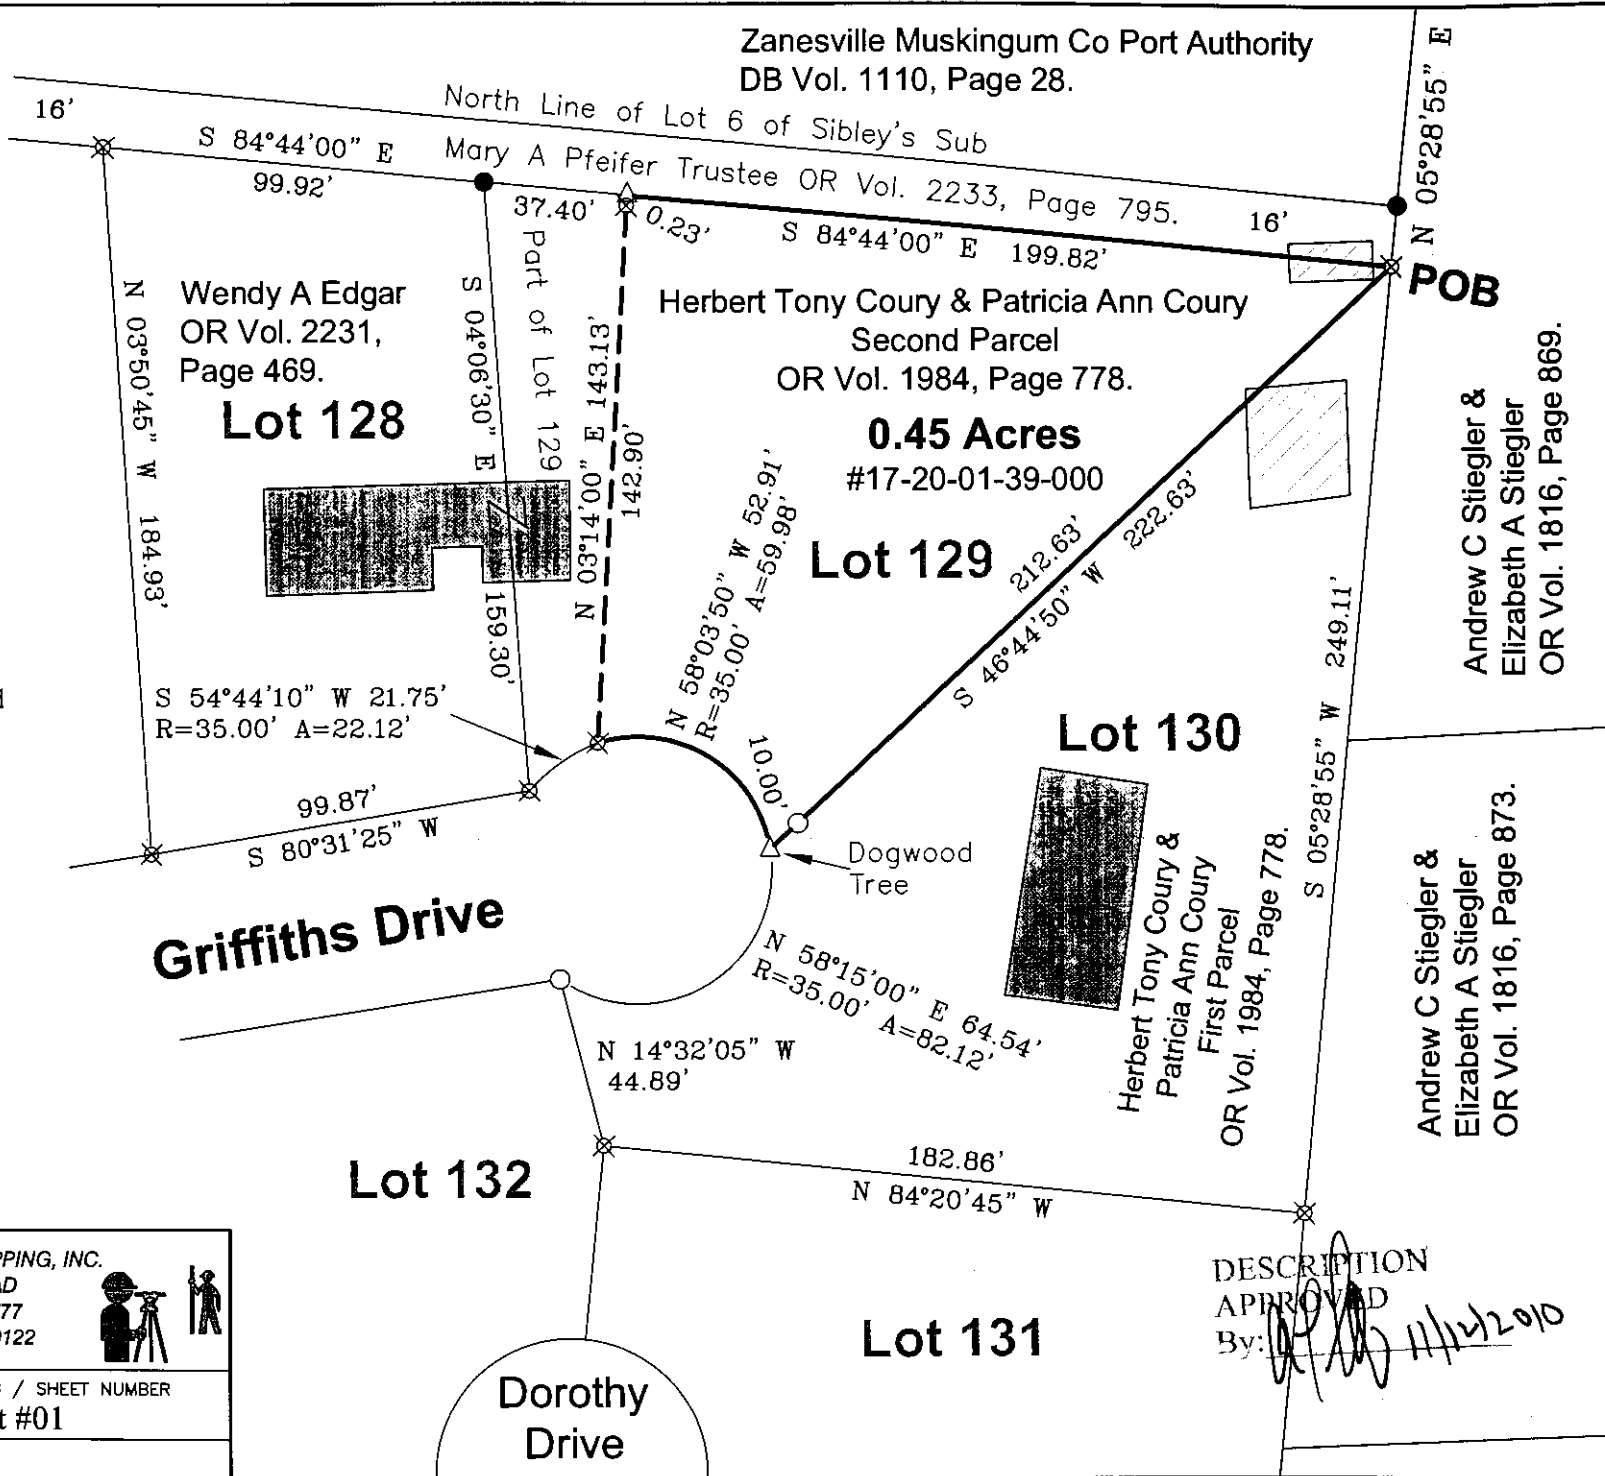 Zanesville Muskingum Co Port Authority
DB Vol. 1110, Page 28.
N 05°28'55" E
16'
North Line of Lot 6 of Sibley's Sub
S 84°44'00" E
99.92'
Mary A Pfeifer Trustee OR Vol. 2233, Page 795.
16'
37.40'
0.23'
S 84°44'00" E 199.82'
POB
Wendy A Edgar
OR Vol. 2231,
Page 469.
Lot 128
N 03°50'45" W 184.93'
S 04°06'30" E
159.30'
Part of Lot 129
N 03°14'00" E 143.13'
142.90'
Herbert Tony Coury & Patricia Ann Coury
Second Parcel
OR Vol. 1984, Page 778.
0.45 Acres
#17-20-01-39-000
Lot 129
N 58°03'50" W 52.91'
R=35.00' A=59.98'
212.63'
222.63'
S 46°44'50" W
10.00'
Andrew C Stiegler &
Elizabeth A Stiegler
OR Vol. 1816, Page 869.
S 05°28'55" W 249.11'
S 54°44'10" W 21.75'
R=35.00' A=22.12'
99.87'
S 80°31'25" W
Lot 130
Dogwood
Tree
Griffiths Drive
N 58°15'00" E 64.54'
R=35.00' A=82.12'
Herbert Tony Coury &
Patricia Ann Coury
First Parcel
OR Vol. 1984, Page 778.
Andrew C Stiegler &
Elizabeth A Stiegler
OR Vol. 1816, Page 873.
N 14°32'05" W
44.89'
182.86'
N 84°20'45" W
Lot 132
Lot 131
Dorothy
Drive
PPING, INC.
AD
77
0122
/ SHEET NUMBER
t #01
DESCRIPTION
APPROVED
By:
11/12/2010